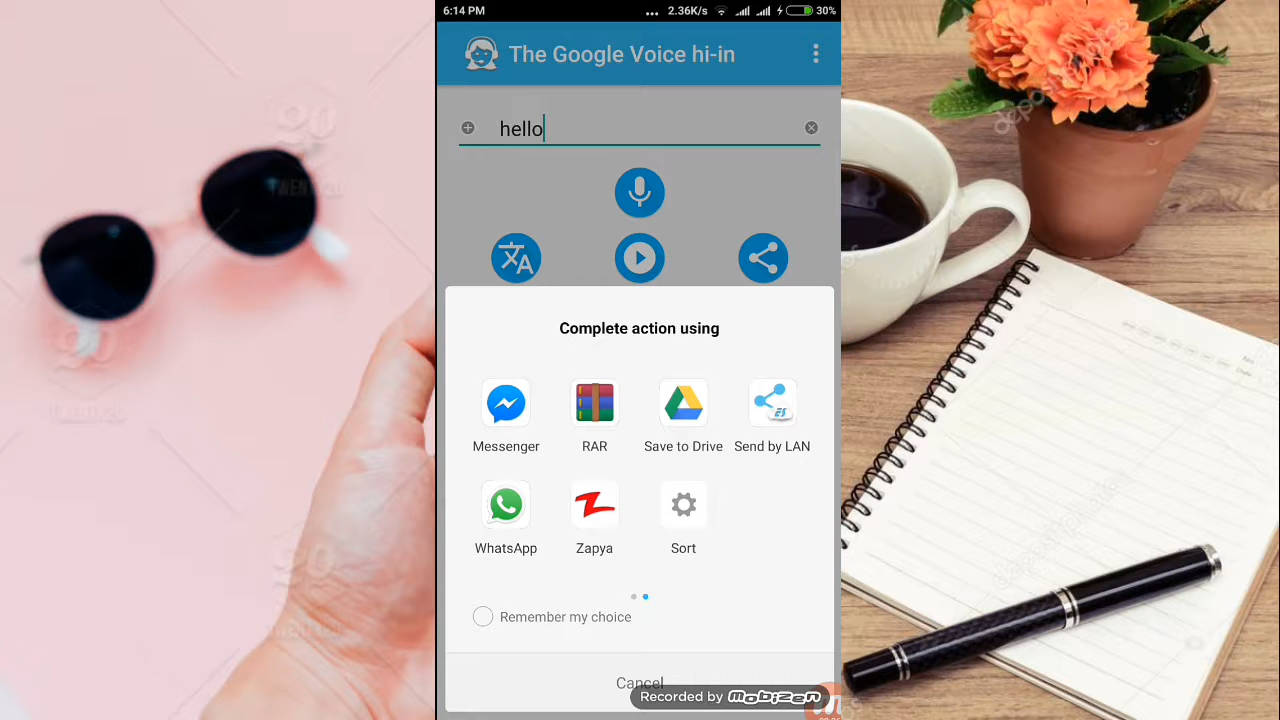 6:14 PM
... 2.36K/s 30%
The Google Voice hi-in
hello
Complete action using
Messenger
RAR
Save to Drive
Send by LAN
ES
WhatsApp
Zapya
Sort
Remember my choice
Cancel
Recorded by mobizen